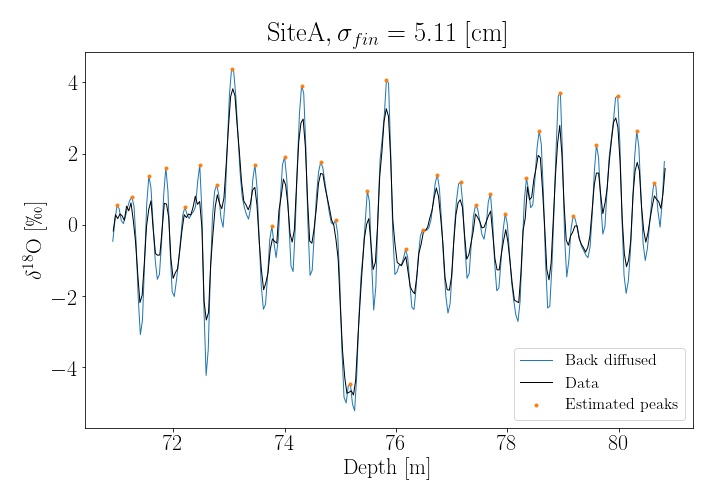 SiteA, σ_fin = 5.11 [cm]
δ¹⁸O [‰]
4
2
0
−2
−4
72 74 76 78 80
Depth [m]
Back diffused
Data
Estimated peaks